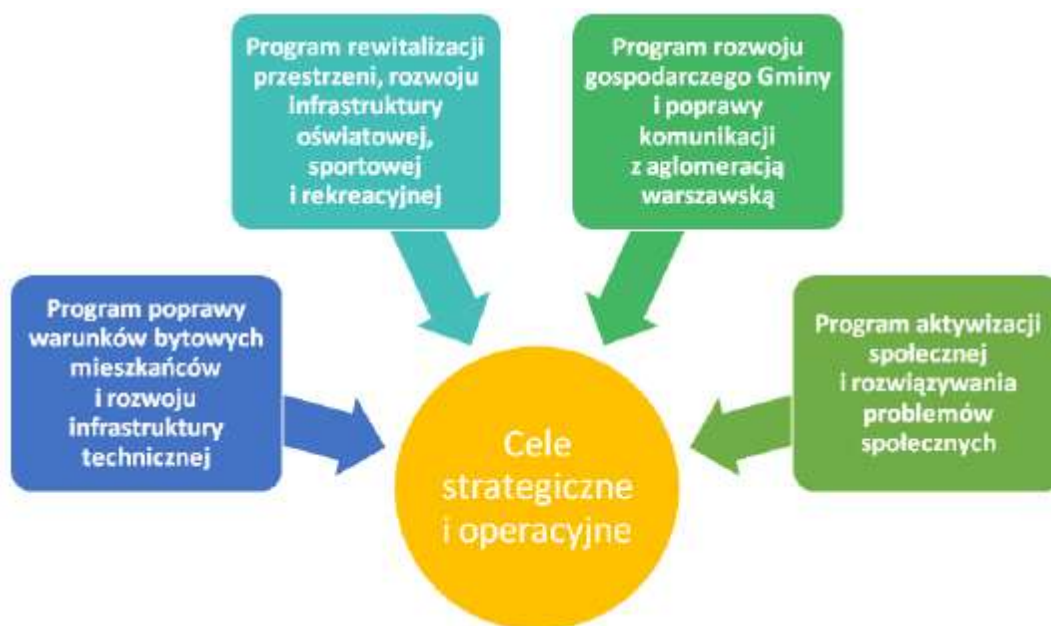 Program rewitalizacji
przestrzeni, rozwoju
infrastruktury
oświatowej,
sportowej
i rekreacyjnej
Program rozwoju
gospodarczego Gminy
i poprawy
komunikacji
z aglomeracją
warszawską
Program poprawy
warunków bytowych
mieszkańców
i rozwoju
infrastruktury
technicznej
Program aktywizacji
społecznej
i rozwiązywania
problemów
społecznych
Cele
strategiczne
i operacyjne